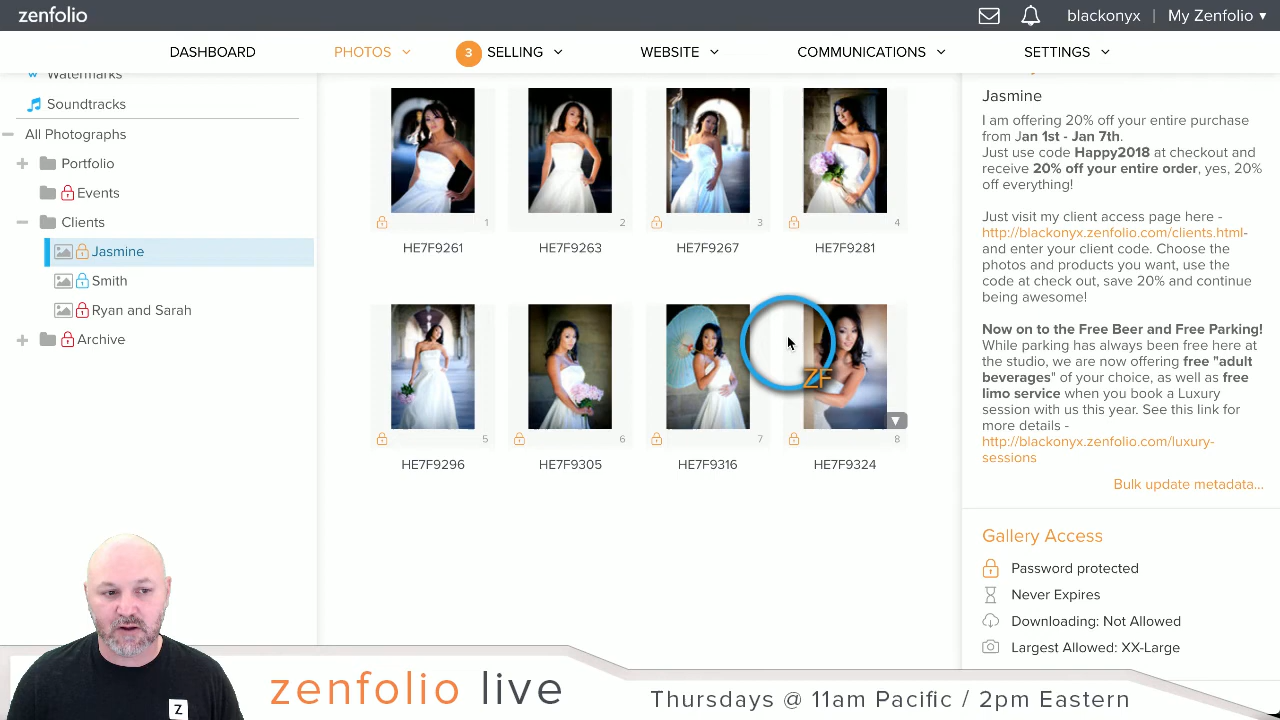 zenfolio
blackonyx | My Zenfolio ▼
DASHBOARD
PHOTOS
3 SELLING
WEBSITE
COMMUNICATIONS
SETTINGS
Watermarks
Soundtracks
All Photographs
Portfolio
Events
Clients
Jasmine
Smith
Ryan and Sarah
Archive
1
2
3
4
HE7F9261
HE7F9263
HE7F9267
HE7F9281
ZF
5
6
7
8
HE7F9296
HE7F9305
HE7F9316
HE7F9324
Jasmine
I am offering 20% off your entire purchase
from Jan 1st - Jan 7th.
Just use code Happy2018 at checkout and
receive 20% off your entire order, yes, 20%
off everything!
Just visit my client access page here -
http://blackonyx.zenfolio.com/clients.html-
and enter your client code. Choose the
photos and products you want, use the
code at check out, save 20% and continue
being awesome!
Now on to the Free Beer and Free Parking!
While parking has always been free here at
the studio, we are now offering free "adult
beverages" of your choice, as well as free
limo service when you book a Luxury
session with us this year. See this link for
more details -
http://blackonyx.zenfolio.com/luxury-
sessions
Bulk update metadata...
Gallery Access
Password protected
Never Expires
Downloading: Not Allowed
Largest Allowed: XX-Large
Z
zenfolio live
Thursdays @ 11am Pacific / 2pm Eastern